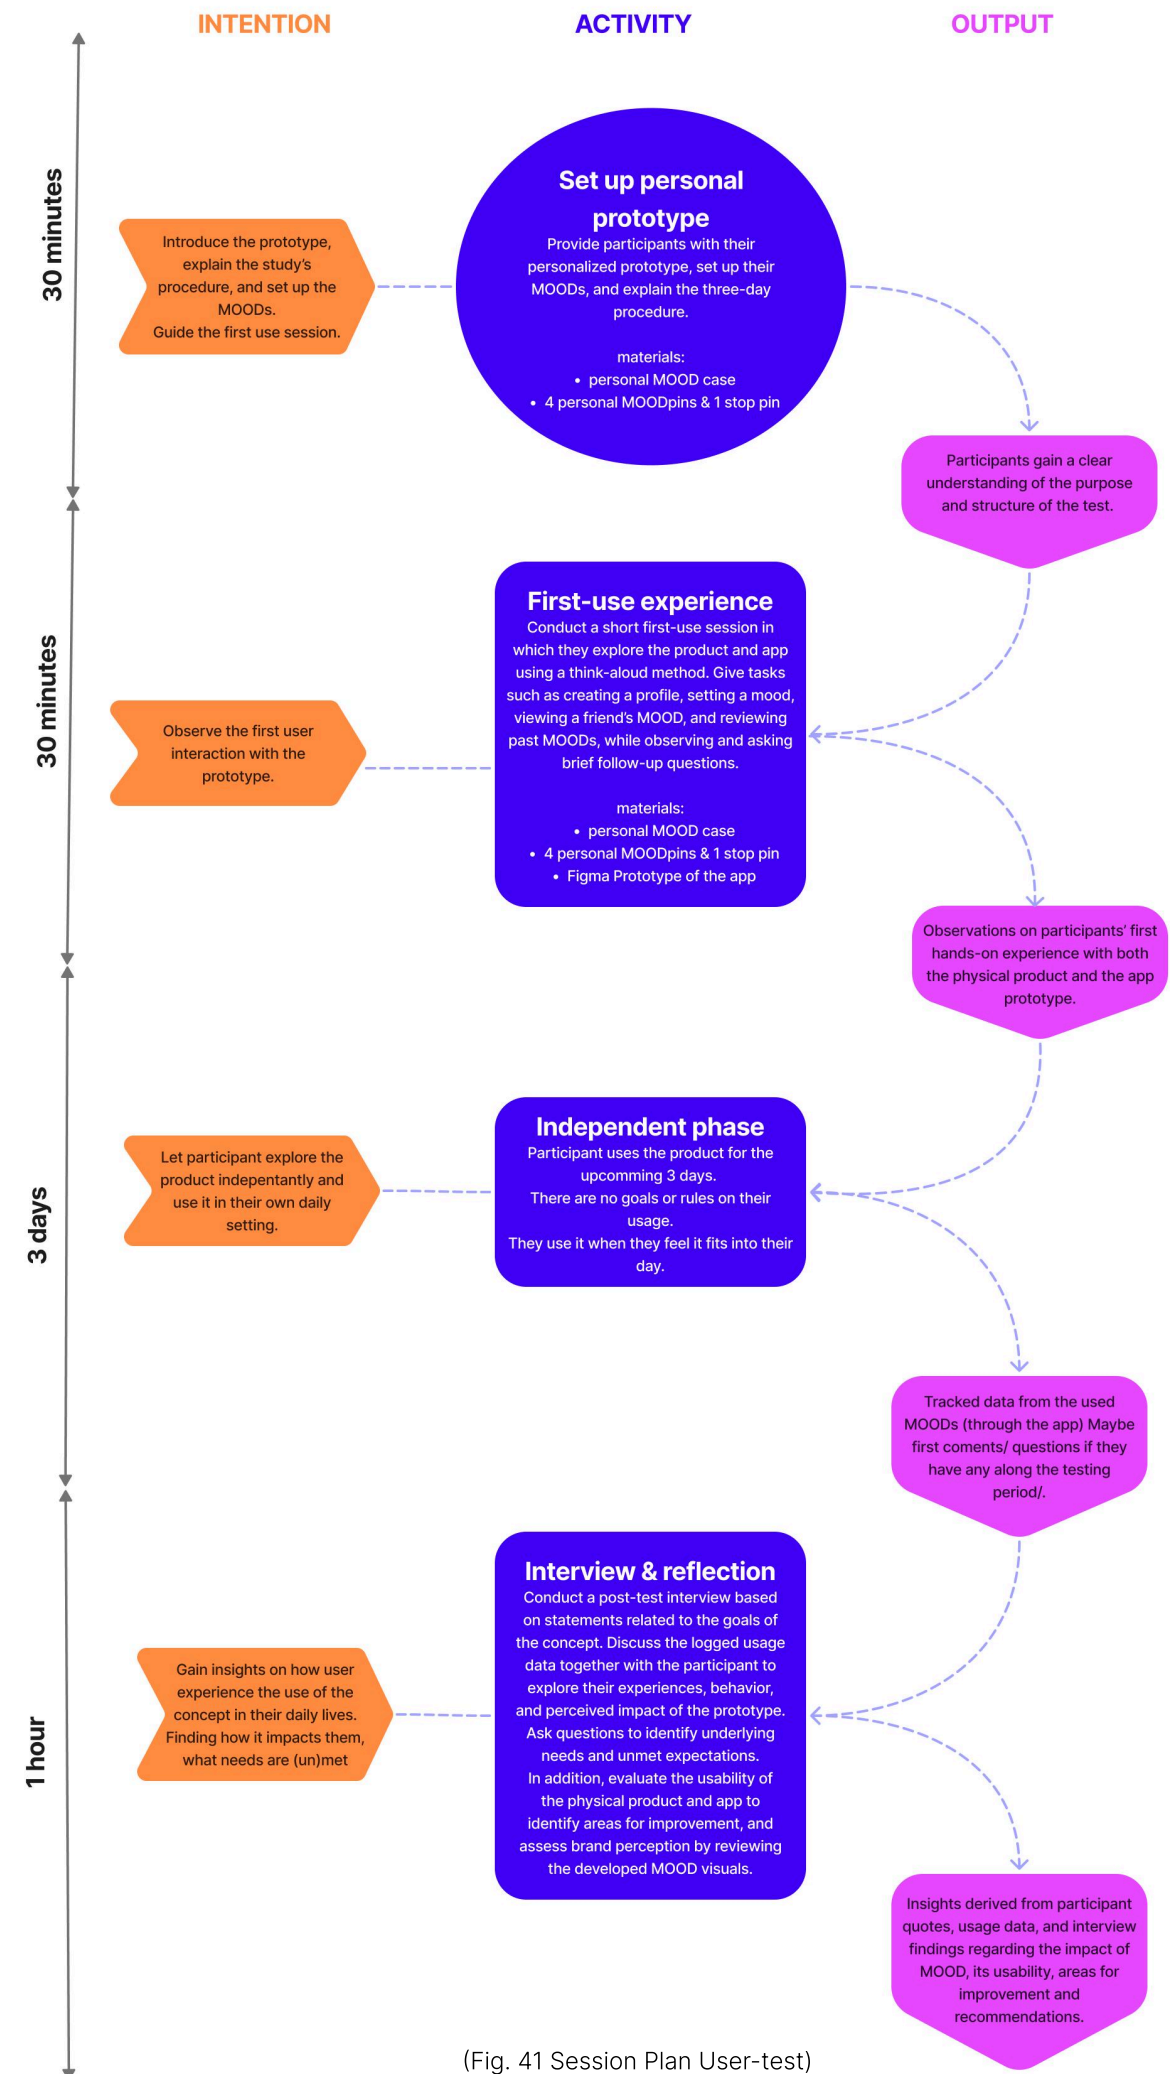 INTENTION
ACTIVITY
OUTPUT
30 minutes
Introduce the prototype,
explain the study's
procedure, and set up the
MOODs.
Guide the first use session.
Set up personal
prototype
Provide participants with their
personalized prototype, set up their
MOODs, and explain the three-day
procedure.
materials:
• personal MOOD case
• 4 personal MOODpins & 1 stop pin
Participants gain a clear
understanding of the purpose
and structure of the test.
30 minutes
Observe the first user
interaction with the
prototype.
First-use experience
Conduct a short first-use session in
which they explore the product and app
using a think-aloud method. Give tasks
such as creating a profile, setting a mood,
viewing a friend's MOOD, and reviewing
past MOODs, while observing and asking
brief follow-up questions.
materials:
• personal MOOD case
• 4 personal MOODpins & 1 stop pin
• Figma Prototype of the app
Observations on participants' first
hands-on experience with both
the physical product and the app
prototype.
3 days
Let participant explore the
product indepentantly and
use it in their own daily
setting.
Independent phase
Participant uses the product for the
upcomming 3 days.
There are no goals or rules on their
usage.
They use it when they feel it fits into their
day.
Tracked data from the used
MOODs (through the app) Maybe
first coments/ questions if they
have any along the testing
period/.
1 hour
Gain insights on how user
experience the use of the
concept in their daily lives.
Finding how it impacts them,
what needs are (un)met
Interview & reflection
Conduct a post-test interview based
on statements related to the goals of
the concept. Discuss the logged usage
data together with the participant to
explore their experiences, behavior,
and perceived impact of the prototype.
Ask questions to identify underlying
needs and unmet expectations.
In addition, evaluate the usability of
the physical product and app to
identify areas for improvement, and
assess brand perception by reviewing
the developed MOOD visuals.
Insights derived from participant
quotes, usage data, and interview
findings regarding the impact of
MOOD, its usability, areas for
improvement and
recommendations.
(Fig. 41 Session Plan User-test)